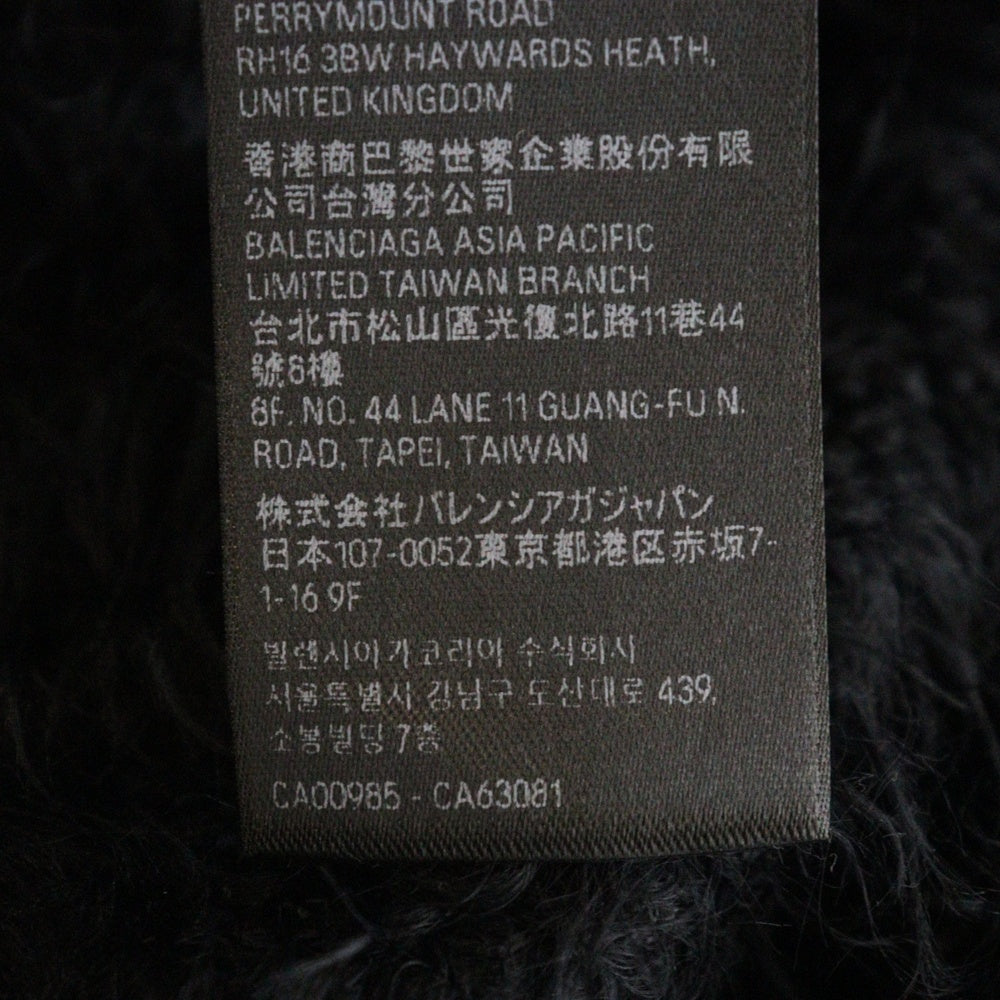 PERRYMOUNT ROAD
RH16 3BW HAYWARDS HEATH,
UNITED KINGDOM
香港商巴黎世家企業股份有限
公司台灣分公司
BALENCIAGA ASIA PACIFIC
LIMITED TAIWAN BRANCH
台北市松山區光復北路11巷44
號8樓
8F. NO. 44 LANE 11 GUANG-FU N.
ROAD, TAPEI, TAIWAN
株式会社バレンシアガジャパン
日本107-0052東京都港区赤坂7-
1-16 9F
발렌시아가코리아 수식회사
서울특별시 강남구 도산대로 439,
소봉빌딩 7층
CA00985 - CA63081